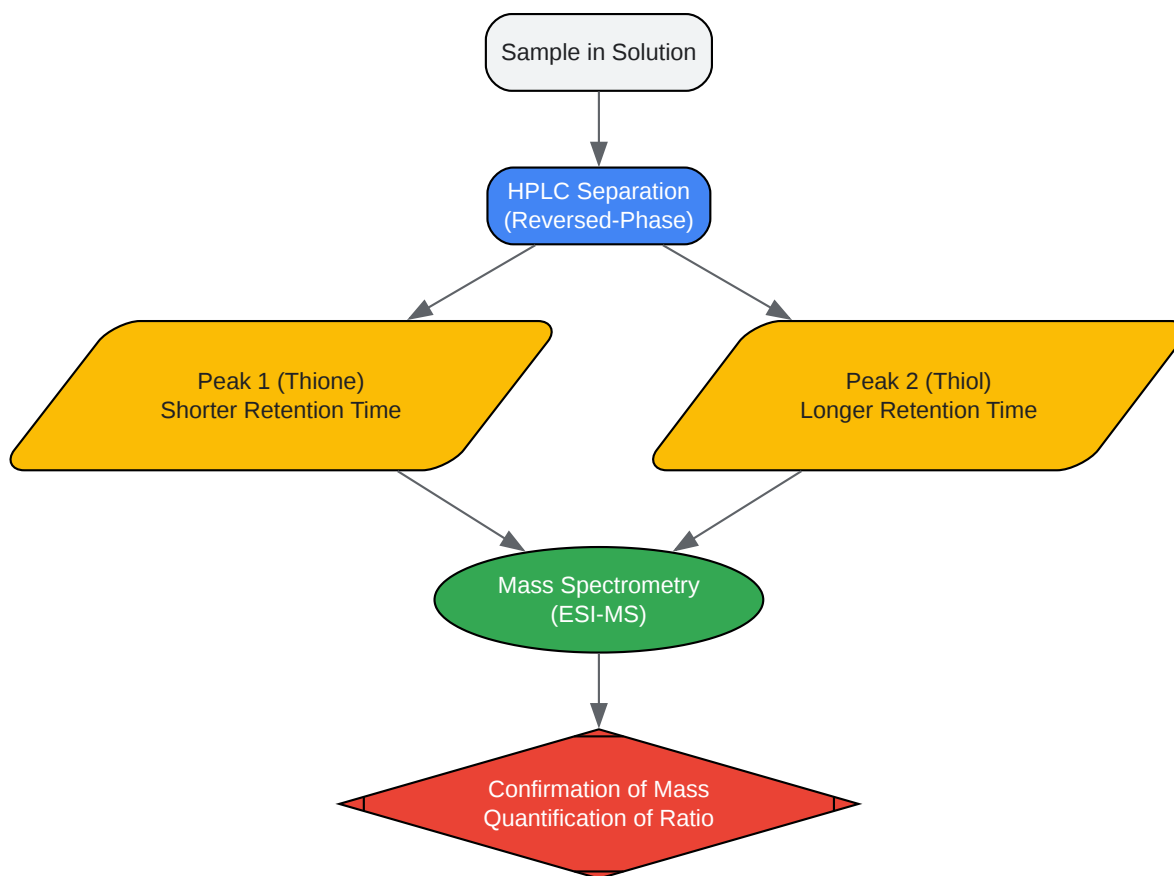 Sample in Solution
HPLC Separation
(Reversed-Phase)
Peak 1 (Thione)
Shorter Retention Time
Peak 2 (Thiol)
Longer Retention Time
Mass Spectrometry
(ESI-MS)
Confirmation of Mass
Quantification of Ratio